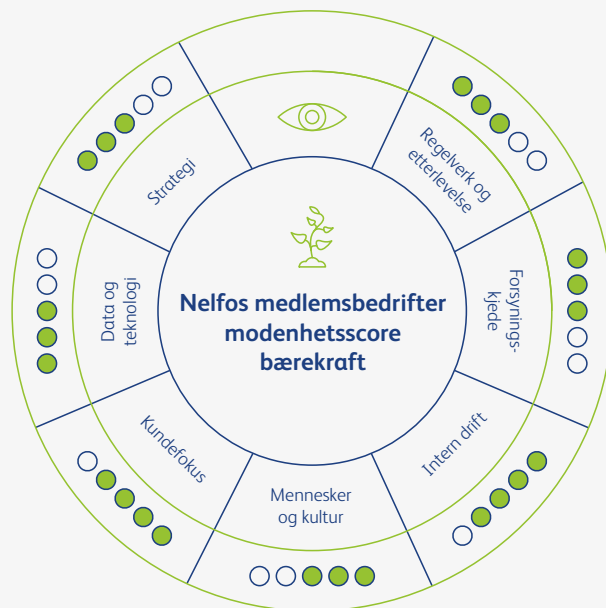 Nelfos medlemsbedrifter
modenhetsscore
bærekraft
Regelverk og
etterlevelse
Forsynings-
kjede
Intern drift
Mennesker
og kultur
Kundefokus
Data og
teknologi
Strategi